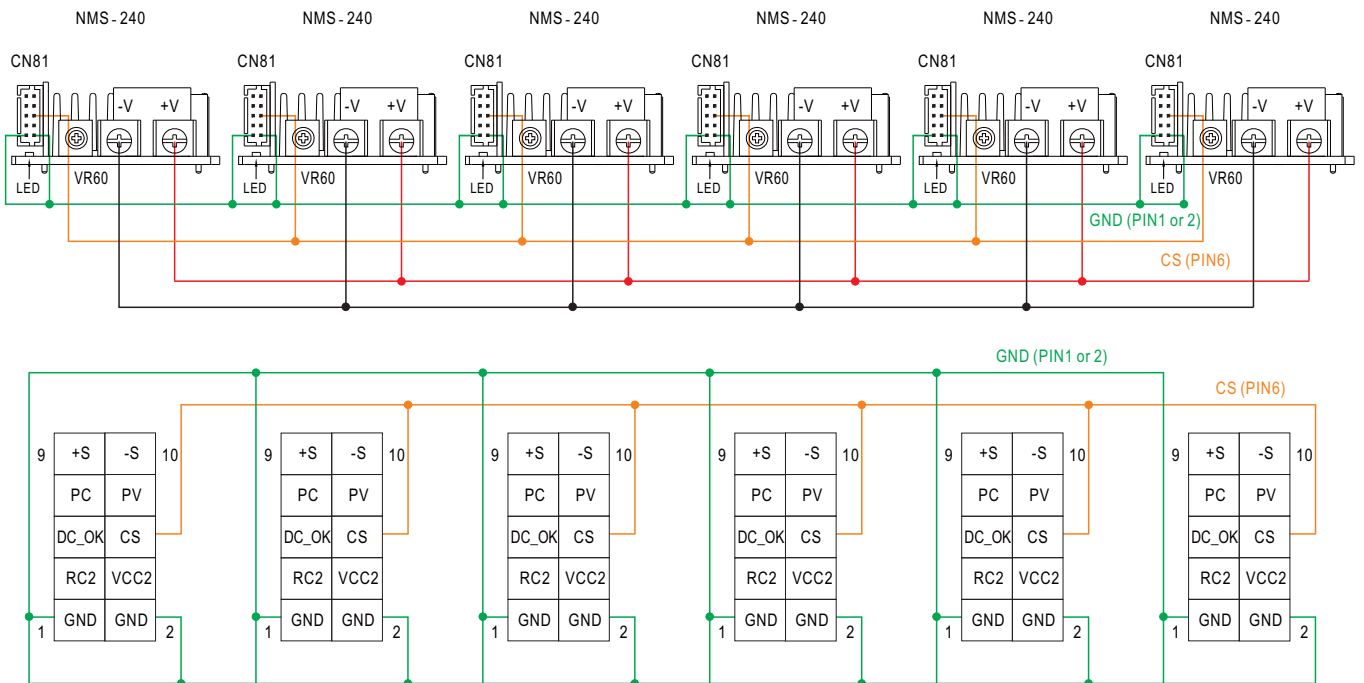 NMS-240 NMS-240 NMS-240 NMS-240 NMS-240 NMS-240
CN81 CN81 CN81 CN81 CN81 CN81
-V +V -V +V -V +V -V +V -V +V -V +V
LED VR60 LED VR60 LED VR60 LED VR60 LED VR60 LED VR60
GND (PIN1 or 2)
CS (PIN6)
GND (PIN1 or 2)
CS (PIN6)
9 +S -S 10 9 +S -S 10 9 +S -S 10 9 +S -S 10 9 +S -S 10 9 +S -S 10
PC PV PC PV PC PV PC PV PC PV PC PV
DC_OK CS DC_OK CS DC_OK CS DC_OK CS DC_OK CS DC_OK CS
RC2 VCC2 RC2 VCC2 RC2 VCC2 RC2 VCC2 RC2 VCC2 RC2 VCC2
1 GND GND 2 1 GND GND 2 1 GND GND 2 1 GND GND 2 1 GND GND 2 1 GND GND 2